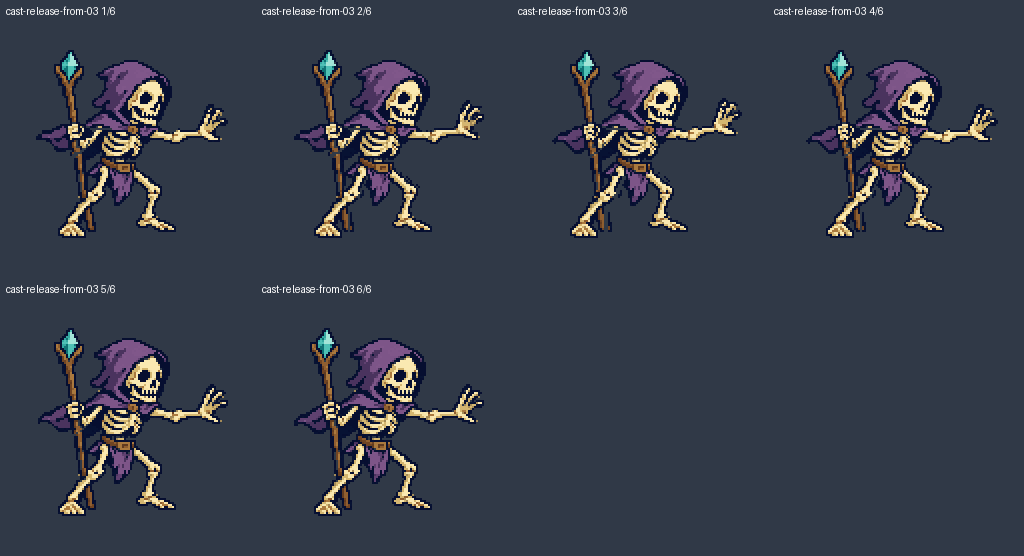 cast-release-from-03 1/6
cast-release-from-03 2/6
cast-release-from-03 3/6
cast-release-from-03 4/6
cast-release-from-03 5/6
cast-release-from-03 6/6